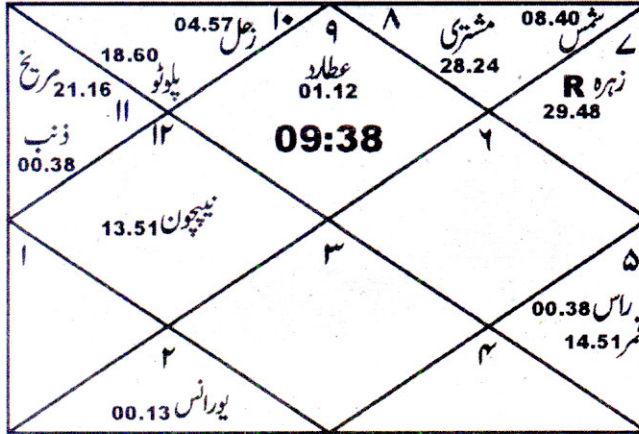 ۱۰ زحل 04.57
۹
۸
مشتری
28.24
شمس 08.40
۷
زہرہ R
29.48
عطارد
01.12
09:38
پلوٹو
18.60
مریخ
21.16
۱۱
ذنب
00.38
۱۲
۶
نیپچون 13.51
۳
۱
۵
راس 00.38
قمر 14.51
۲
یورانس 00.13
۴